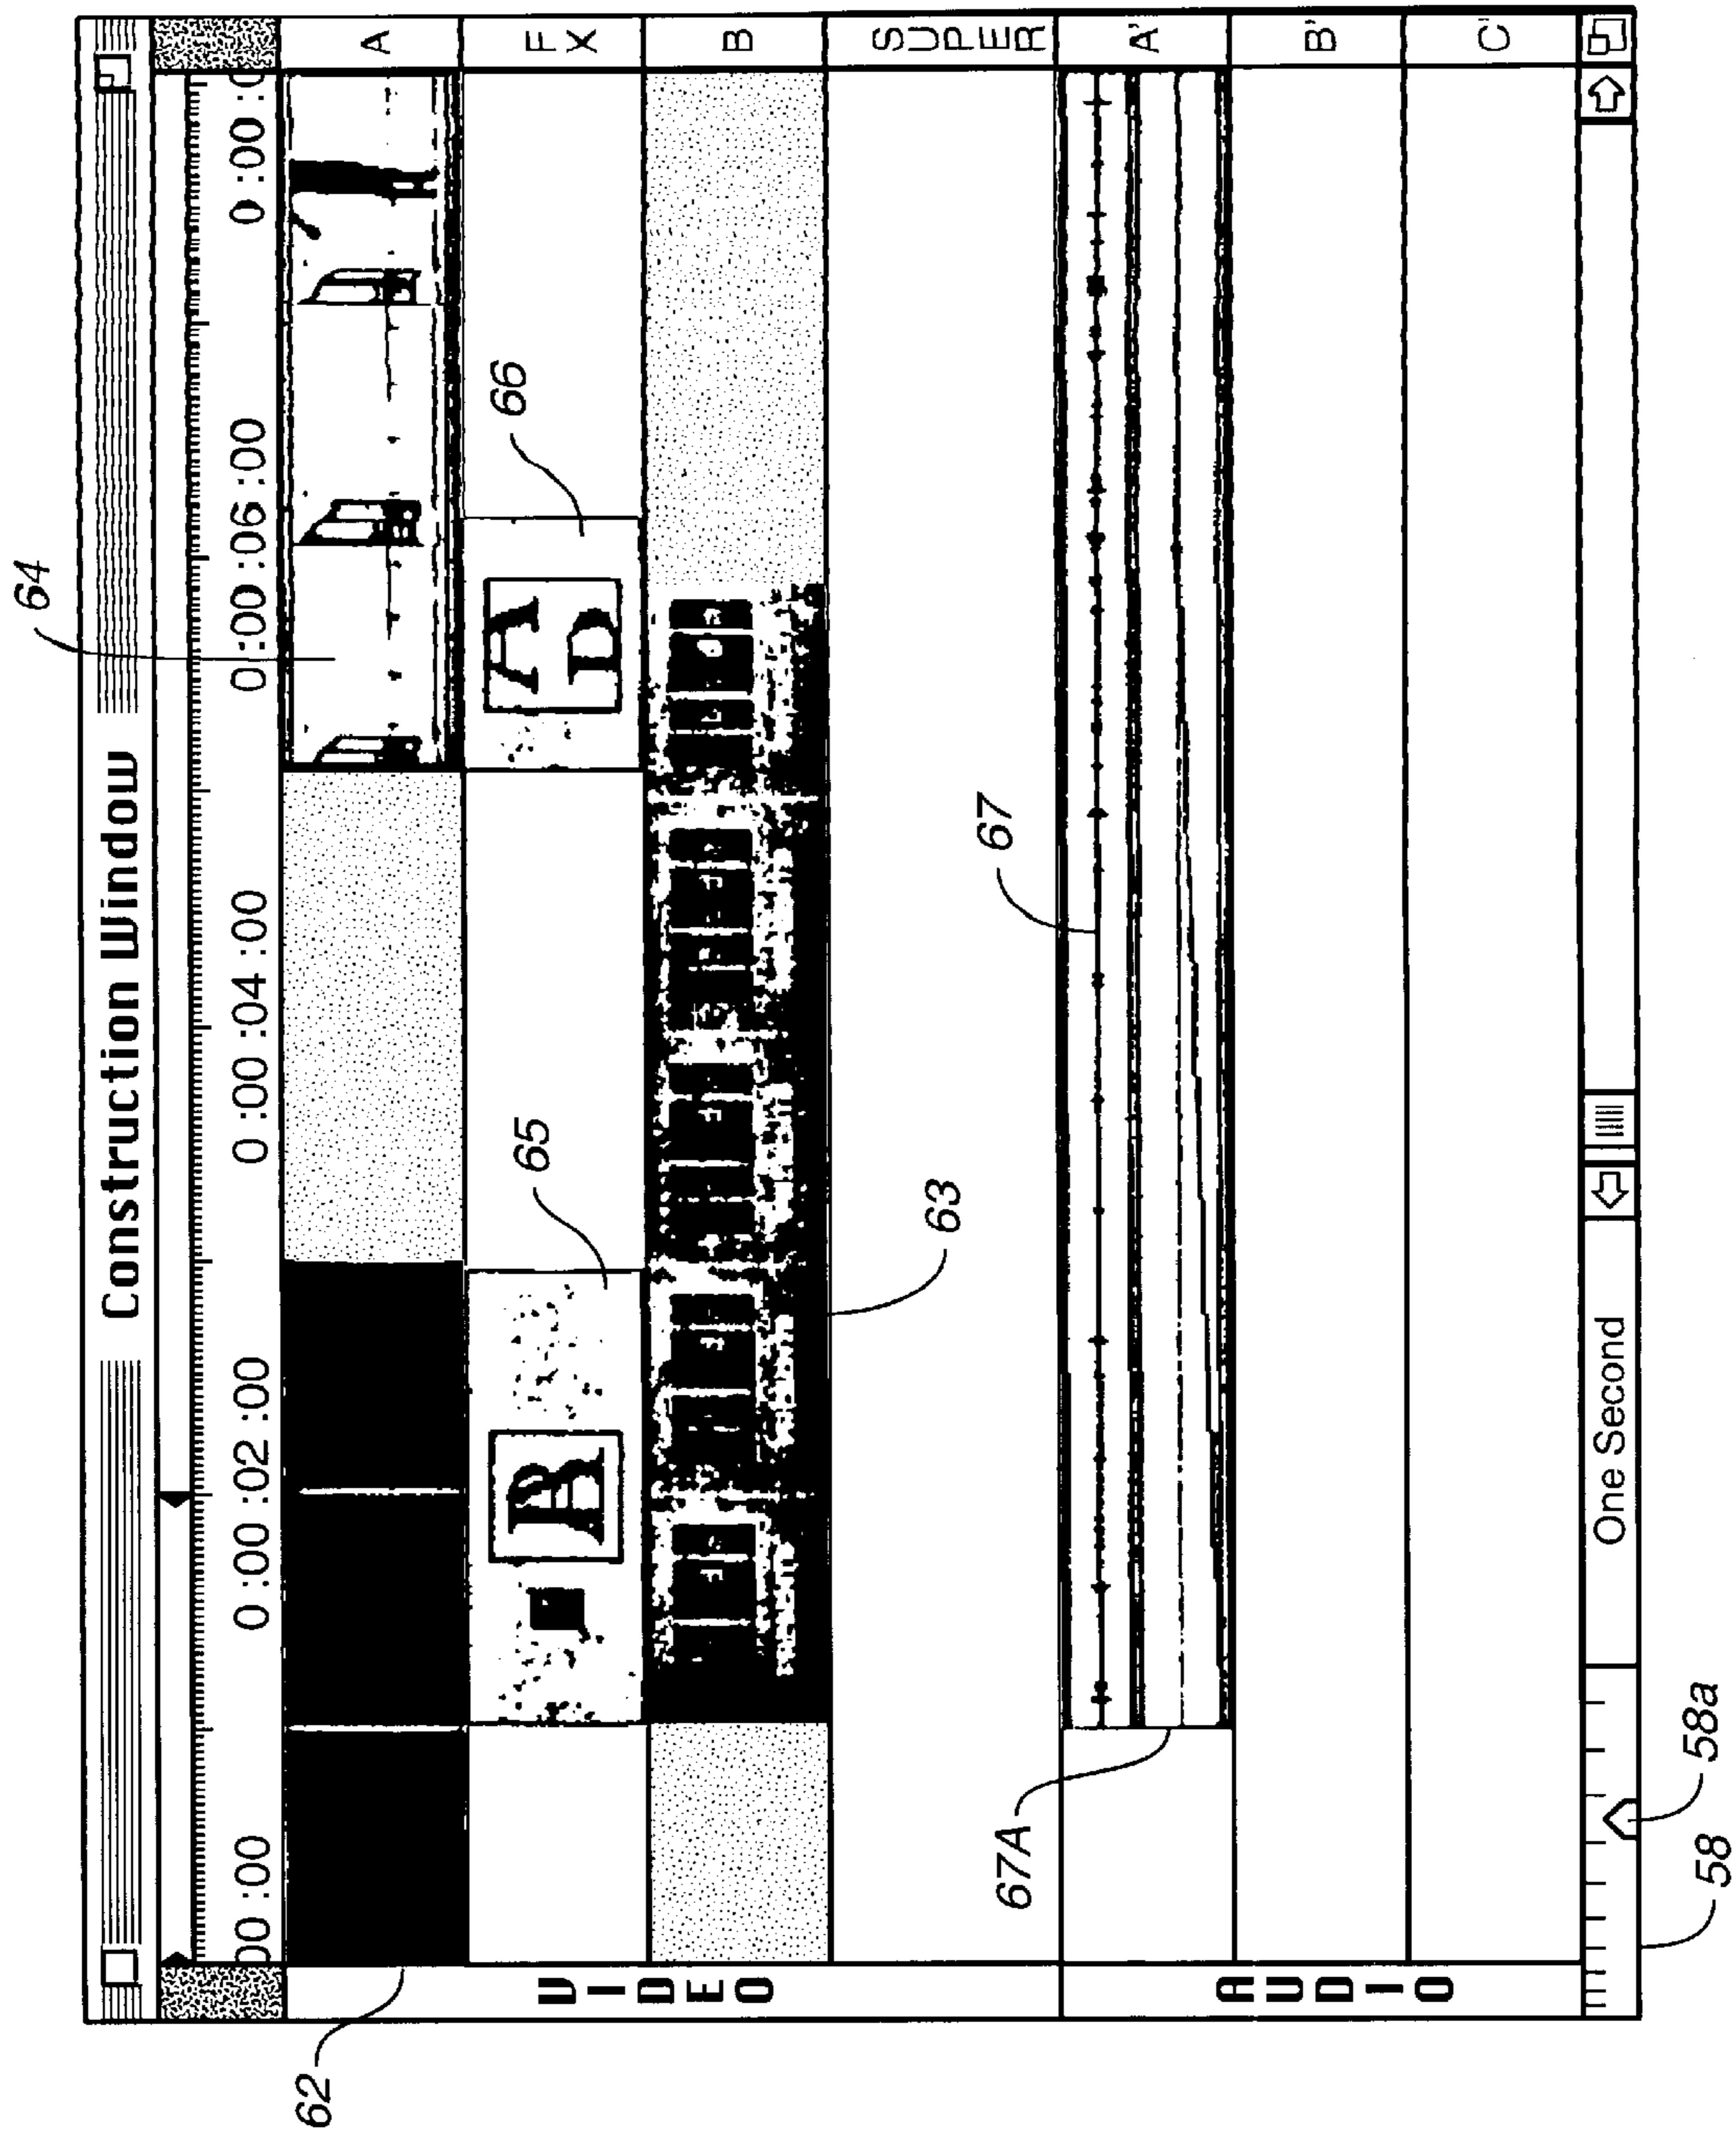 64
Construction Window
00 :00
0 :00 :02 :00
0 :00 :04 :00
0 :00 :06 :00
0 :00 :0
62
VIDEO
A
65
66
FX
B
63
SUPER
67
67A
AUDIO
A'
B'
C'
One Second
58
58a